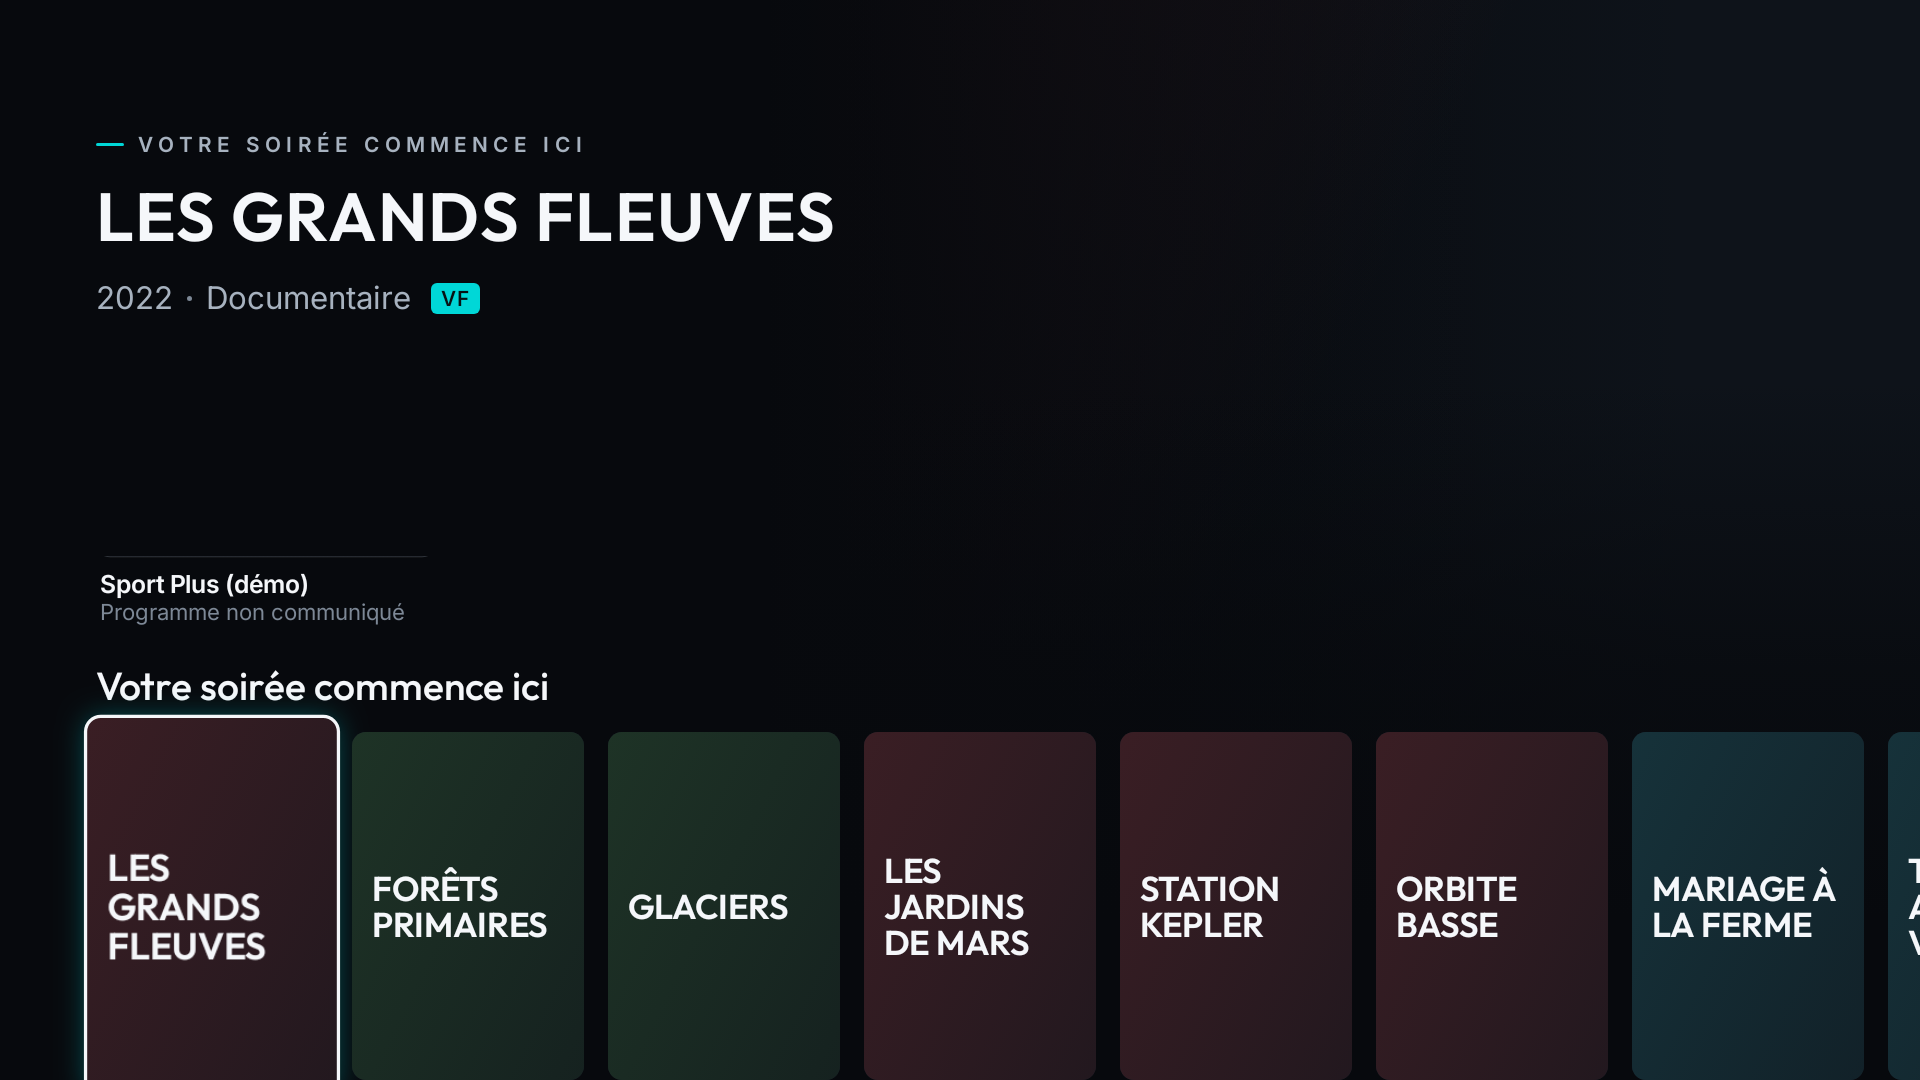 VOTRE SOIRÉE COMMENCE ICI
LES GRANDS FLEUVES
2022 · Documentaire VF
Sport Plus (démo)
Programme non communiqué
Votre soirée commence ici
LES
GRANDS
FLEUVES
FORÊTS
PRIMAIRES
GLACIERS
LES
JARDINS
DE MARS
STATION
KEPLER
ORBITE
BASSE
MARIAGE À
LA FERME